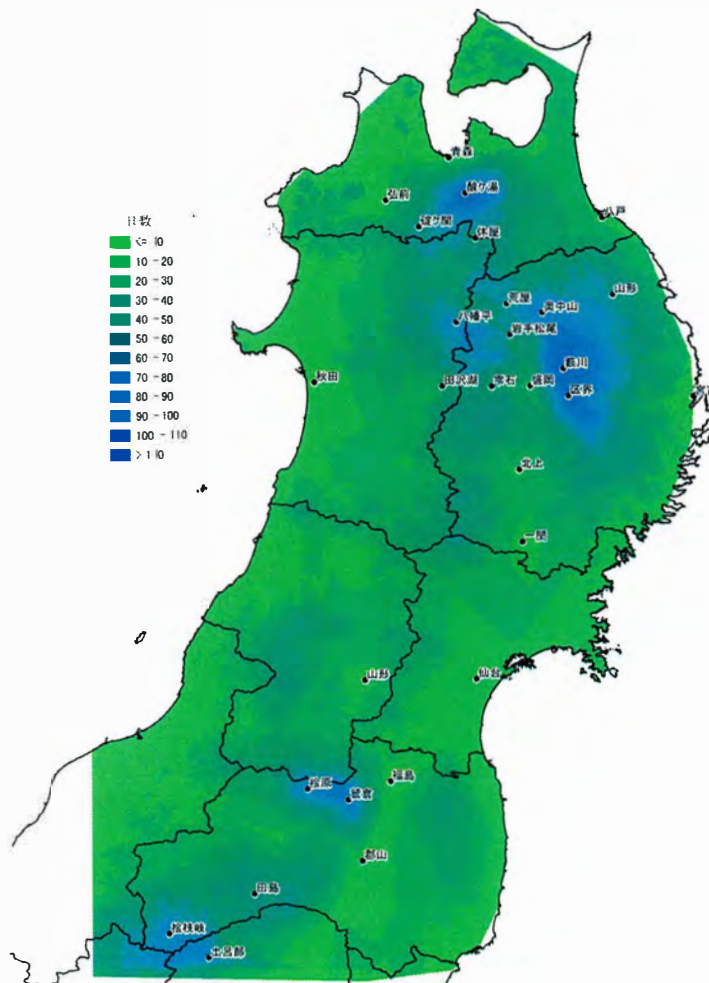 日数
<= 10
10 -20
20 -30
30 -40
40 -50
50 -60
60 -70
70 -80
80 -90
90 -100
100 -110
>110
青森
酸ケ湯
弘前
碇ケ関
休屋
八戸
荒屋
奥中山
山形
八幡平
岩手松尾
薮川
秋田
田沢湖
雫石
盛岡
区界
北上
一関
山形
仙台
桧原
鷲倉
福島
郡山
田島
桧枝岐
土呂部